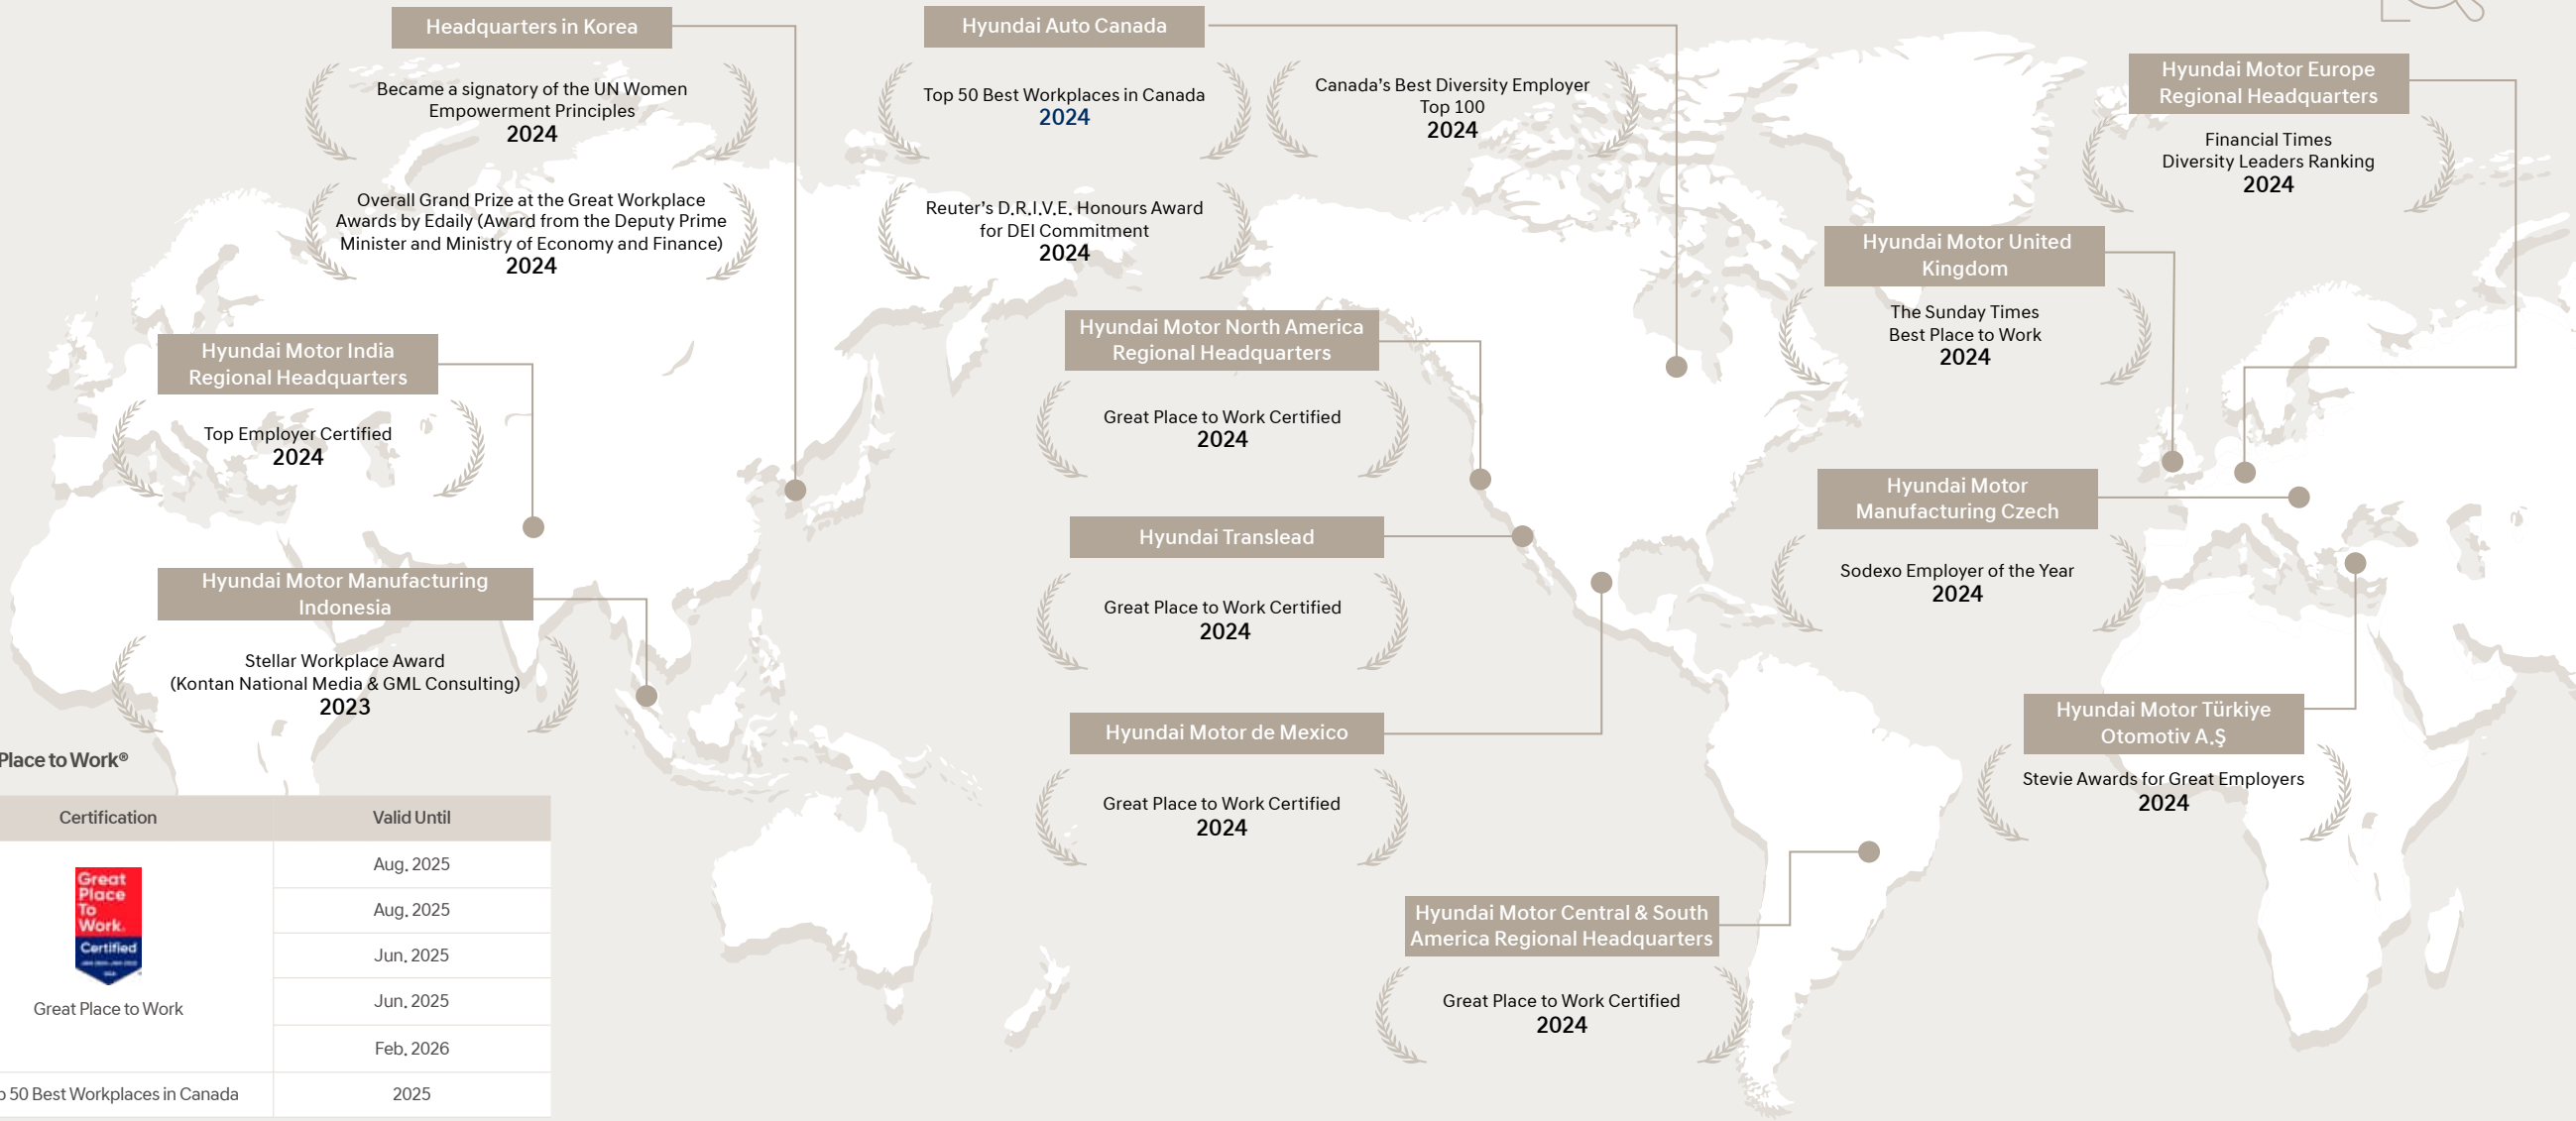 Headquarters in Korea
Became a signatory of the UN Women
Empowerment Principles
2024
Overall Grand Prize at the Great Workplace
Awards by Edaily (Award from the Deputy Prime
Minister and Ministry of Economy and Finance)
2024
Hyundai Auto Canada
Top 50 Best Workplaces in Canada
2024
Canada's Best Diversity Employer
Top 100
2024
Reuter's D.R.I.V.E. Honours Award
for DEI Commitment
2024
Hyundai Motor Europe
Regional Headquarters
Financial Times
Diversity Leaders Ranking
2024
Hyundai Motor United
Kingdom
The Sunday Times
Best Place to Work
2024
Hyundai Motor India
Regional Headquarters
Top Employer Certified
2024
Hyundai Motor North America
Regional Headquarters
Great Place to Work Certified
2024
Hyundai Motor
Manufacturing Czech
Sodexo Employer of the Year
2024
Hyundai Translead
Great Place to Work Certified
2024
Hyundai Motor Manufacturing
Indonesia
Stellar Workplace Award
(Kontan National Media & GML Consulting)
2023
Hyundai Motor de Mexico
Great Place to Work Certified
2024
Hyundai Motor Türkiye
Otomotiv A.Ş
Stevie Awards for Great Employers
2024
Hyundai Motor Central & South
America Regional Headquarters
Great Place to Work Certified
2024
Place to Work®
Certification Valid Until
Great
Place
To
Work.
Certified
USA
Great Place to Work
Aug. 2025
Aug. 2025
Jun. 2025
Jun. 2025
Feb. 2026
50 Best Workplaces in Canada 2025